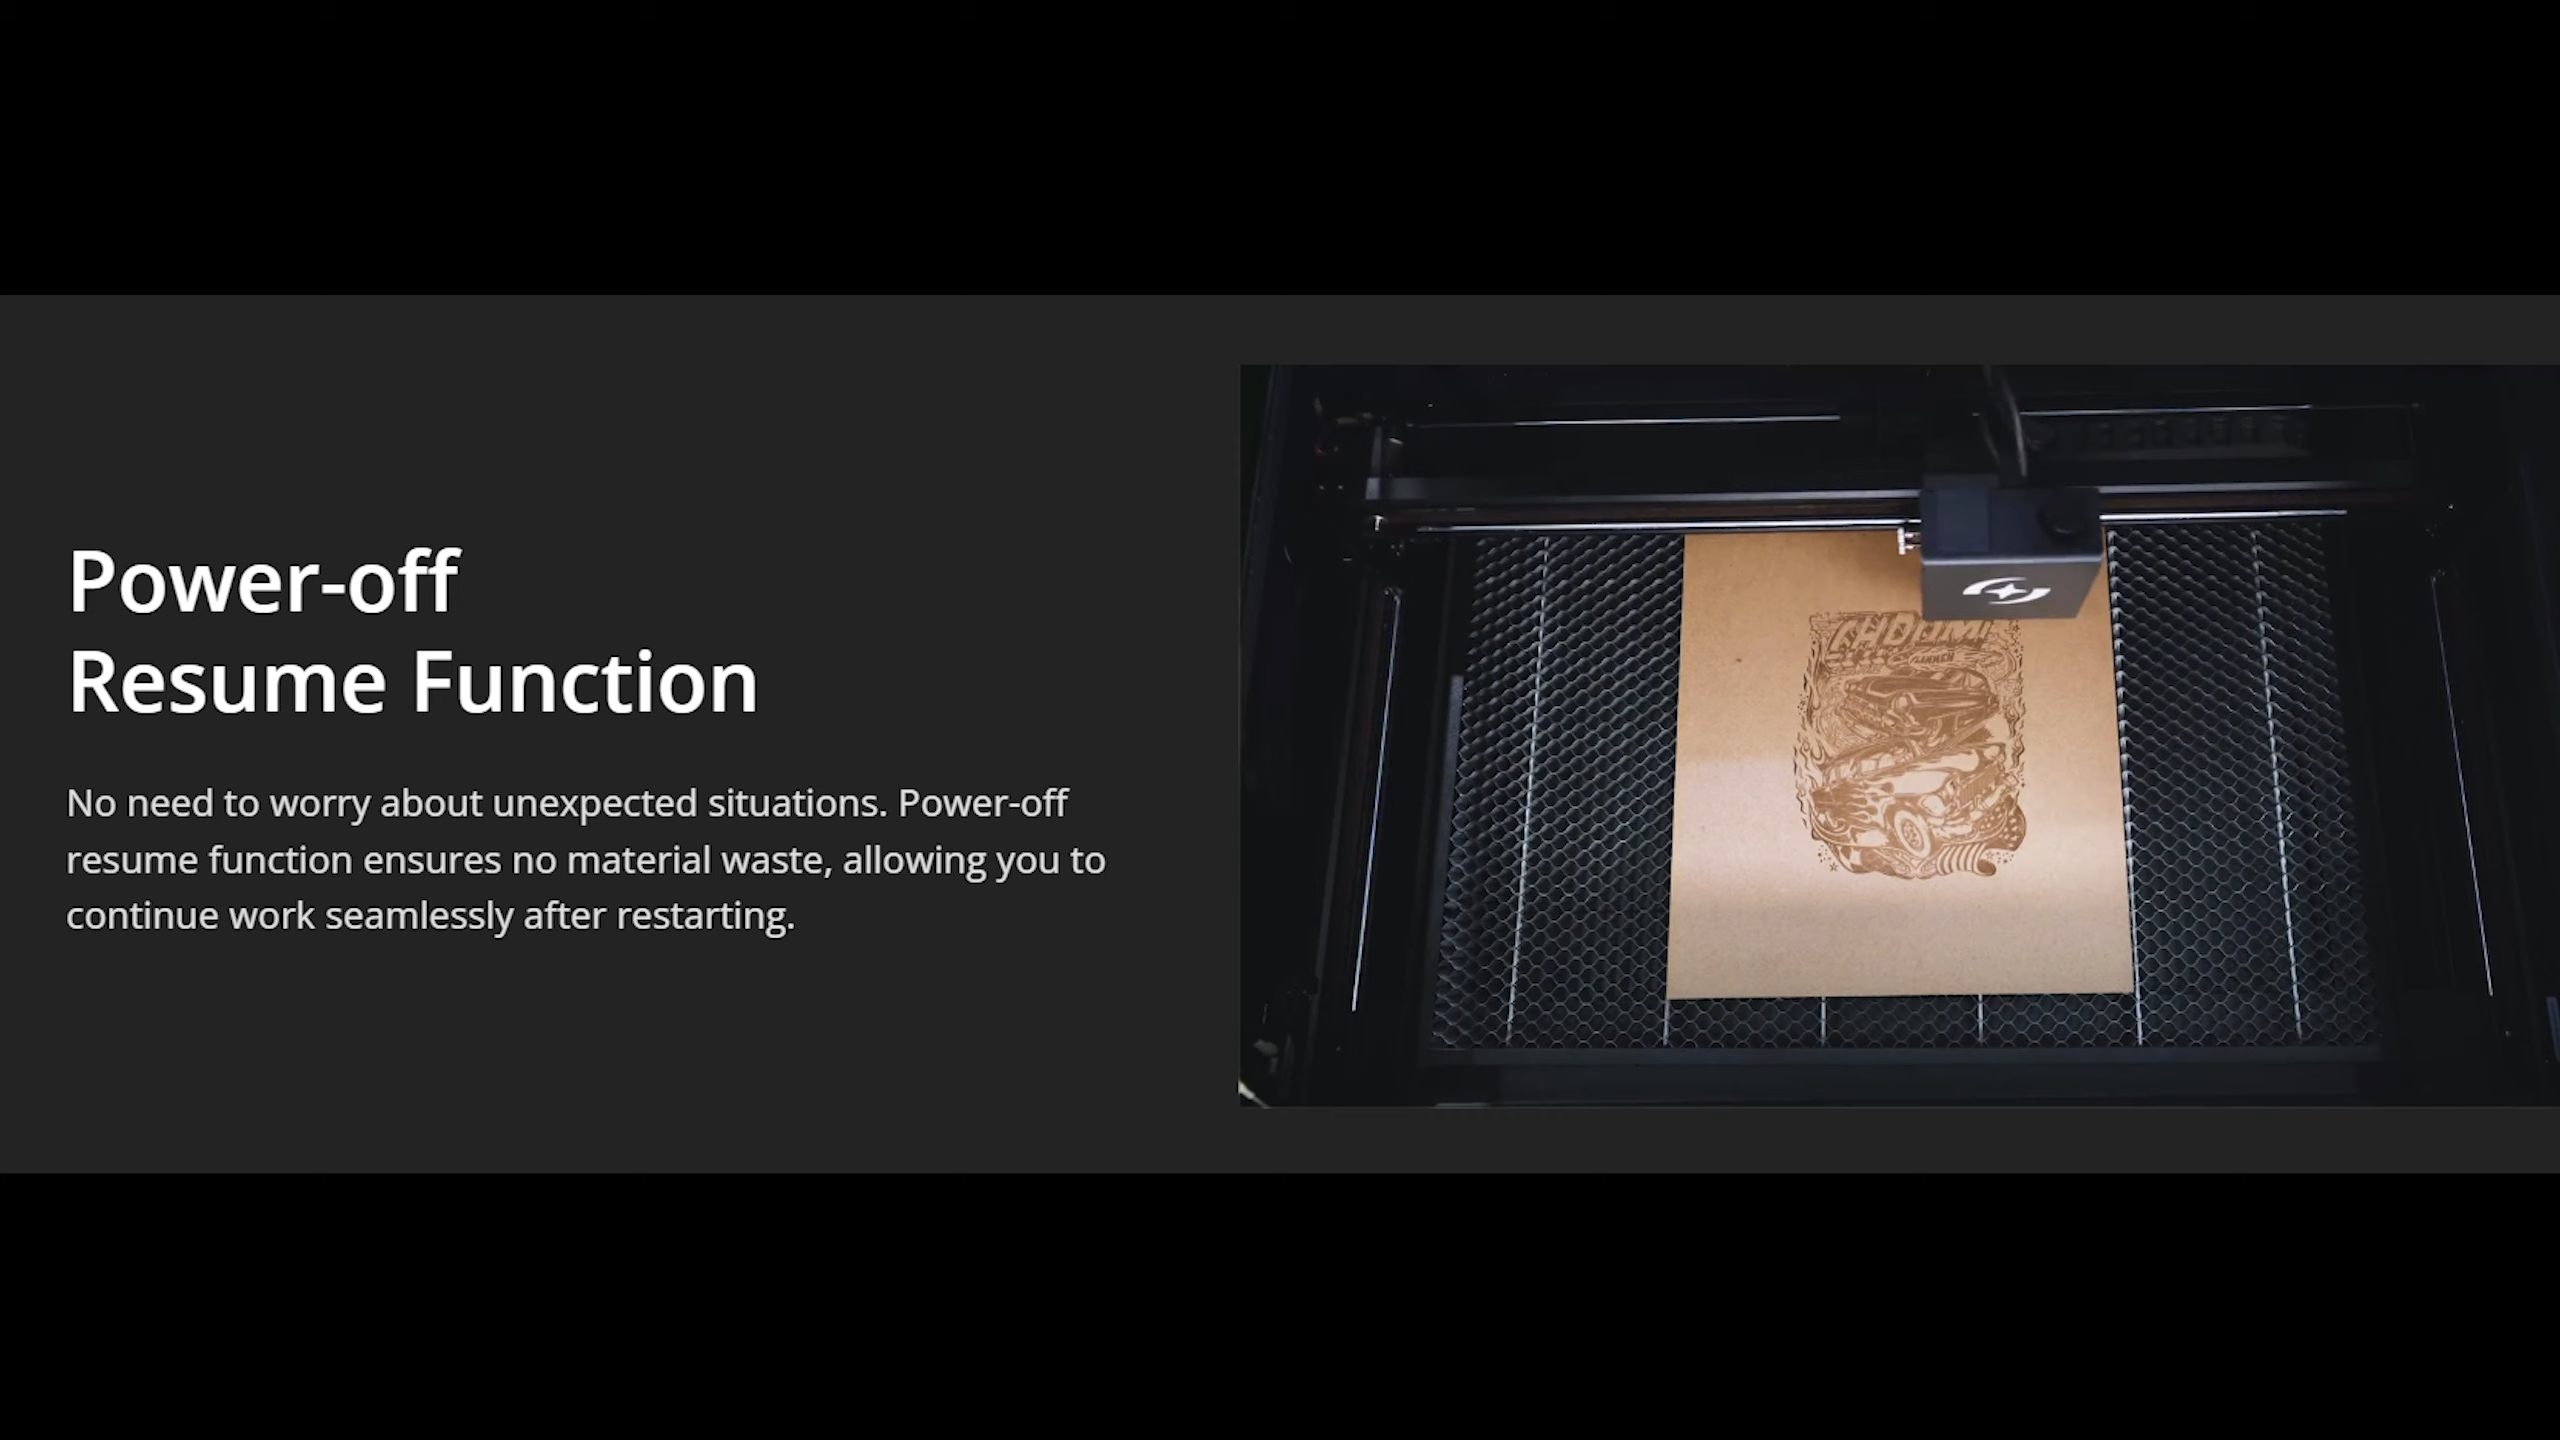 Power-off
Resume Function
No need to worry about unexpected situations. Power-off
resume function ensures no material waste, allowing you to
continue work seamlessly after restarting.